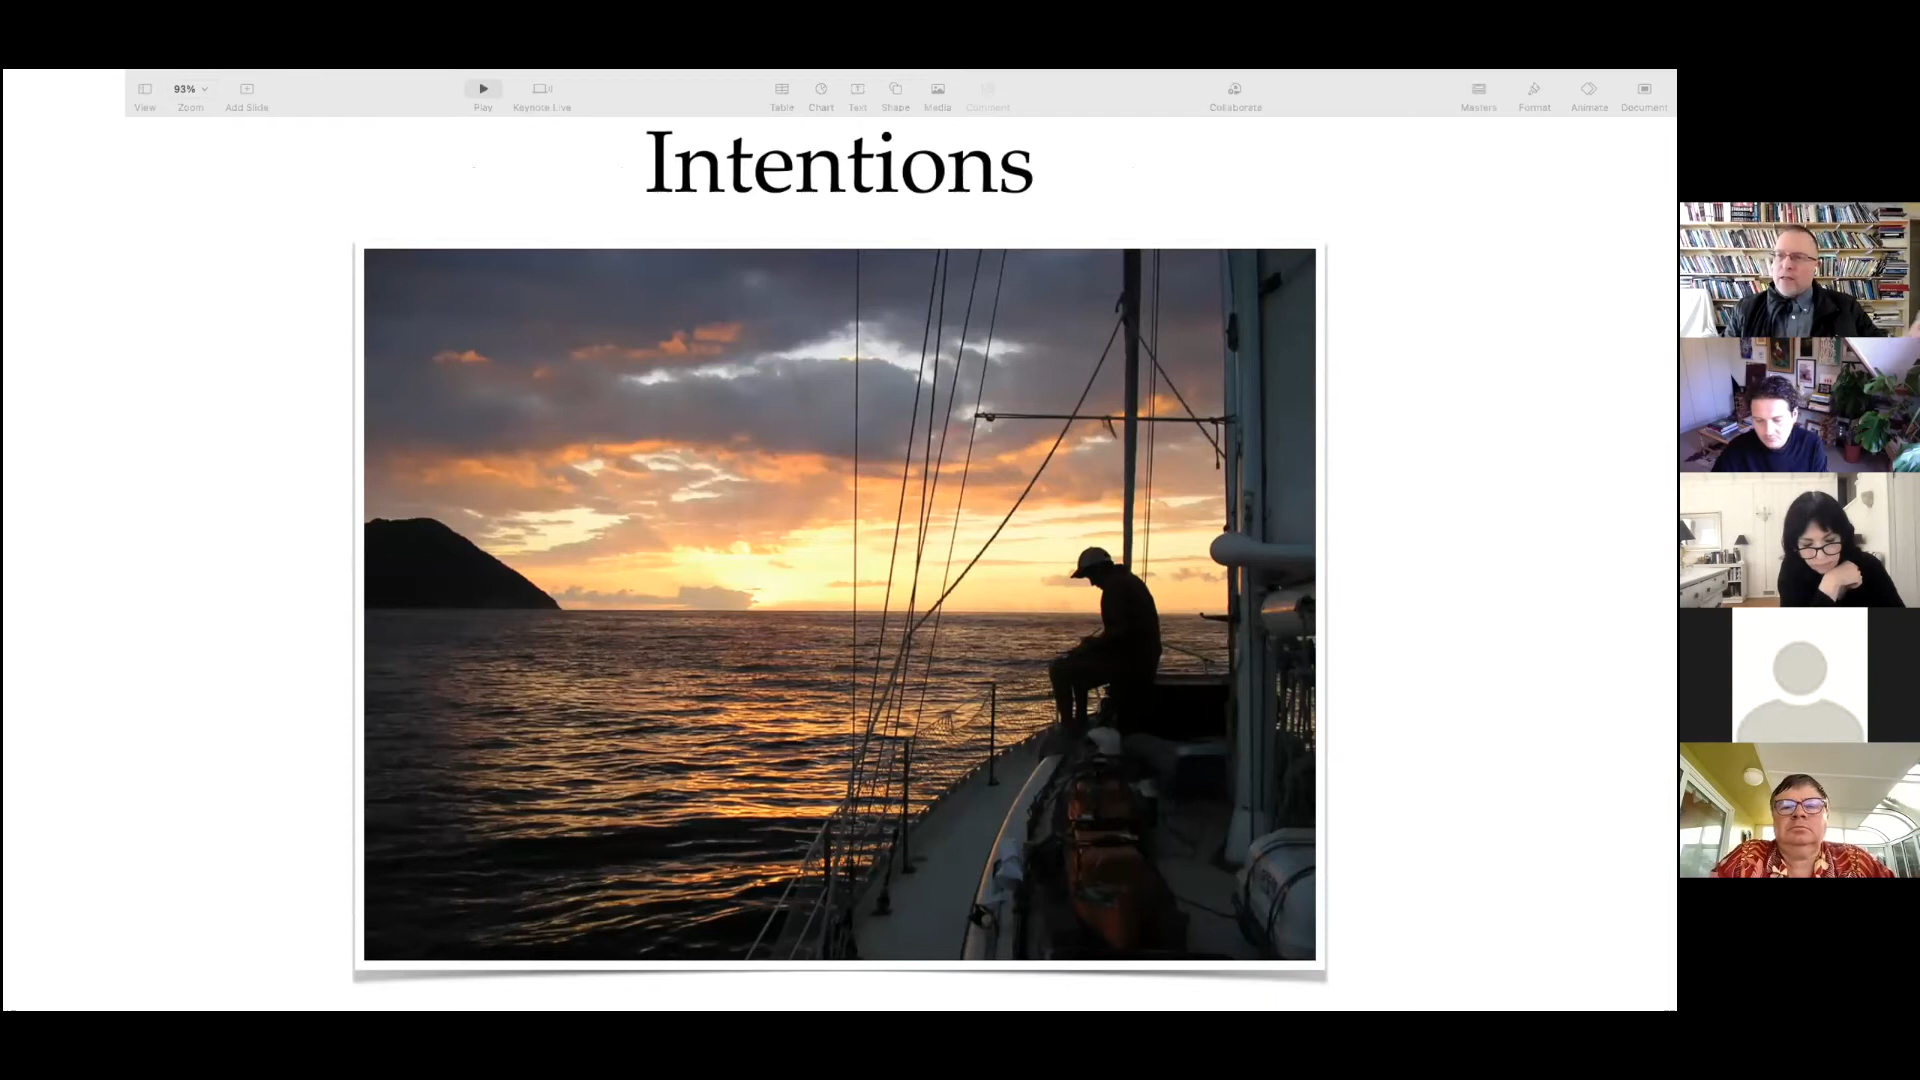 93%
View Zoom Add Slide Play Keynote Live Table Chart Text Shape Media Comment Collaborate Masters Format Animate Document
Intentions